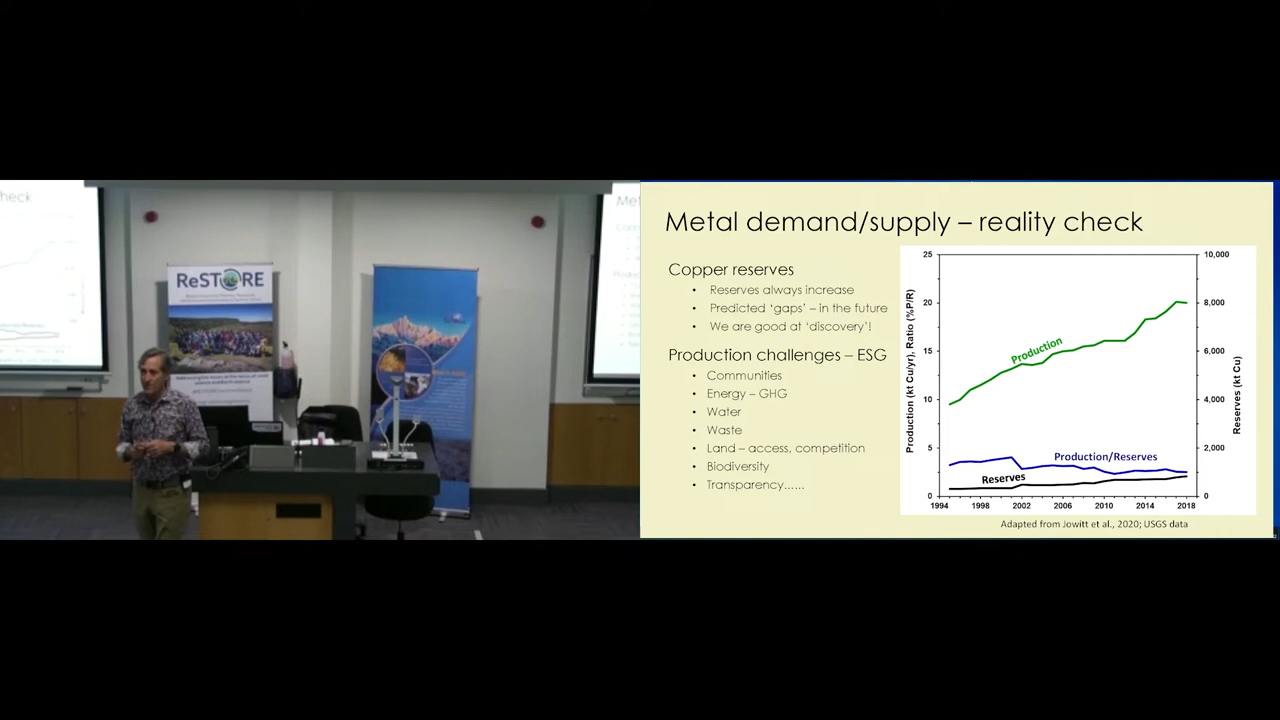 heck
Me
ReSTORE
Metal demand/supply – reality check
Copper reserves
• Reserves always increase
• Predicted 'gaps' – in the future
• We are good at 'discovery'!
Production challenges – ESG
• Communities
• Energy – GHG
• Water
• Waste
• Land – access, competition
• Biodiversity
• Transparency……
Production (kt Cu/yr), Ratio (%P/R)
25
20
15
10
5
0
Production
Production/Reserves
Reserves
10,000
8,000
6,000
4,000
2,000
0
Reserves (kt Cu)
1994 1998 2002 2006 2010 2014 2018
Adapted from Jowitt et al., 2020; USGS data